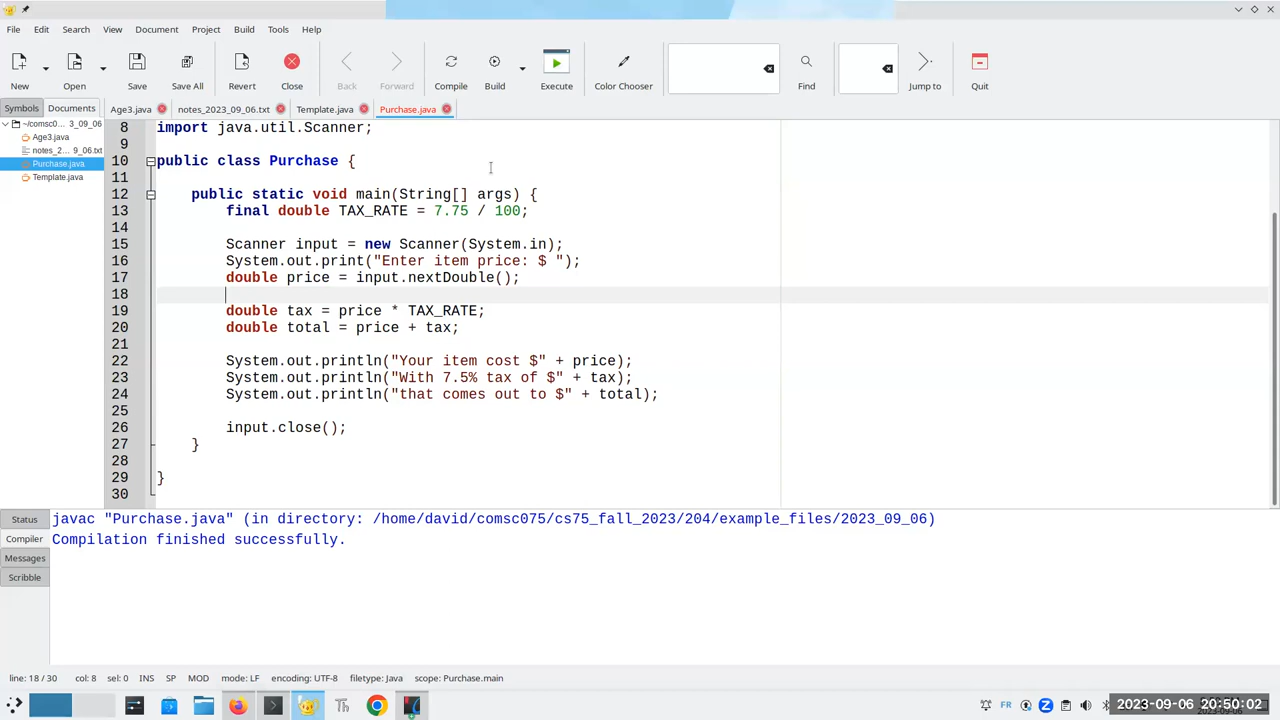 File Edit Search View Document Project Build Tools Help
New Open Save Save All Revert Close Back Forward Compile Build Execute Color Chooser Find Jump to Quit
Symbols Documents Age3.java notes_2023_09_06.txt Template.java Purchase.java
~/comsc0... 3_09_06
Age3.java
notes_2... 9_06.txt
Purchase.java
Template.java
8 import java.util.Scanner;
9
10 public class Purchase {
11
12 public static void main(String[] args) {
13 final double TAX_RATE = 7.75 / 100;
14
15 Scanner input = new Scanner(System.in);
16 System.out.print("Enter item price: $ ");
17 double price = input.nextDouble();
18
19 double tax = price * TAX_RATE;
20 double total = price + tax;
21
22 System.out.println("Your item cost $" + price);
23 System.out.println("With 7.5% tax of $" + tax);
24 System.out.println("that comes out to $" + total);
25
26 input.close();
27 }
28
29 }
30
Status
Compiler
Messages
Scribble
javac "Purchase.java" (in directory: /home/david/comsc075/cs75_fall_2023/204/example_files/2023_09_06)
Compilation finished successfully.
line: 18 / 30 col: 8 sel: 0 INS SP MOD mode: LF encoding: UTF-8 filetype: Java scope: Purchase.main
FR 2023-09-06 20:50:02